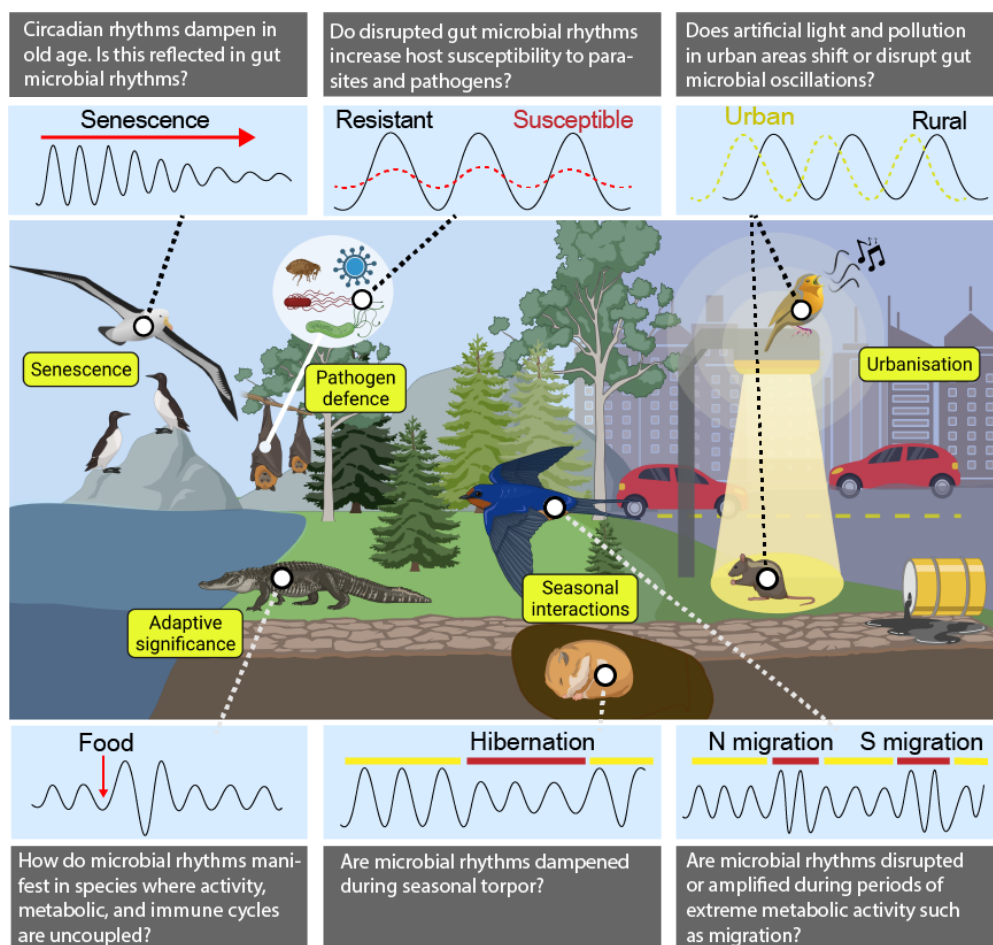 Circadian rhythms dampen in
old age. Is this reflected in gut
microbial rhythms?
Do disrupted gut microbial rhythms
increase host susceptibility to para-
sites and pathogens?
Does artificial light and pollution
in urban areas shift or disrupt gut
microbial oscillations?
Senescence
Resistant
Susceptible
Urban
Rural
Senescence
Pathogen
defence
Urbanisation
Adaptive
significance
Seasonal
interactions
Food
Hibernation
N migration
S migration
How do microbial rhythms mani-
fest in species where activity,
metabolic, and immune cycles
are uncoupled?
Are microbial rhythms dampened
during seasonal torpor?
Are microbial rhythms disrupted
or amplified during periods of
extreme metabolic activity such
as migration?